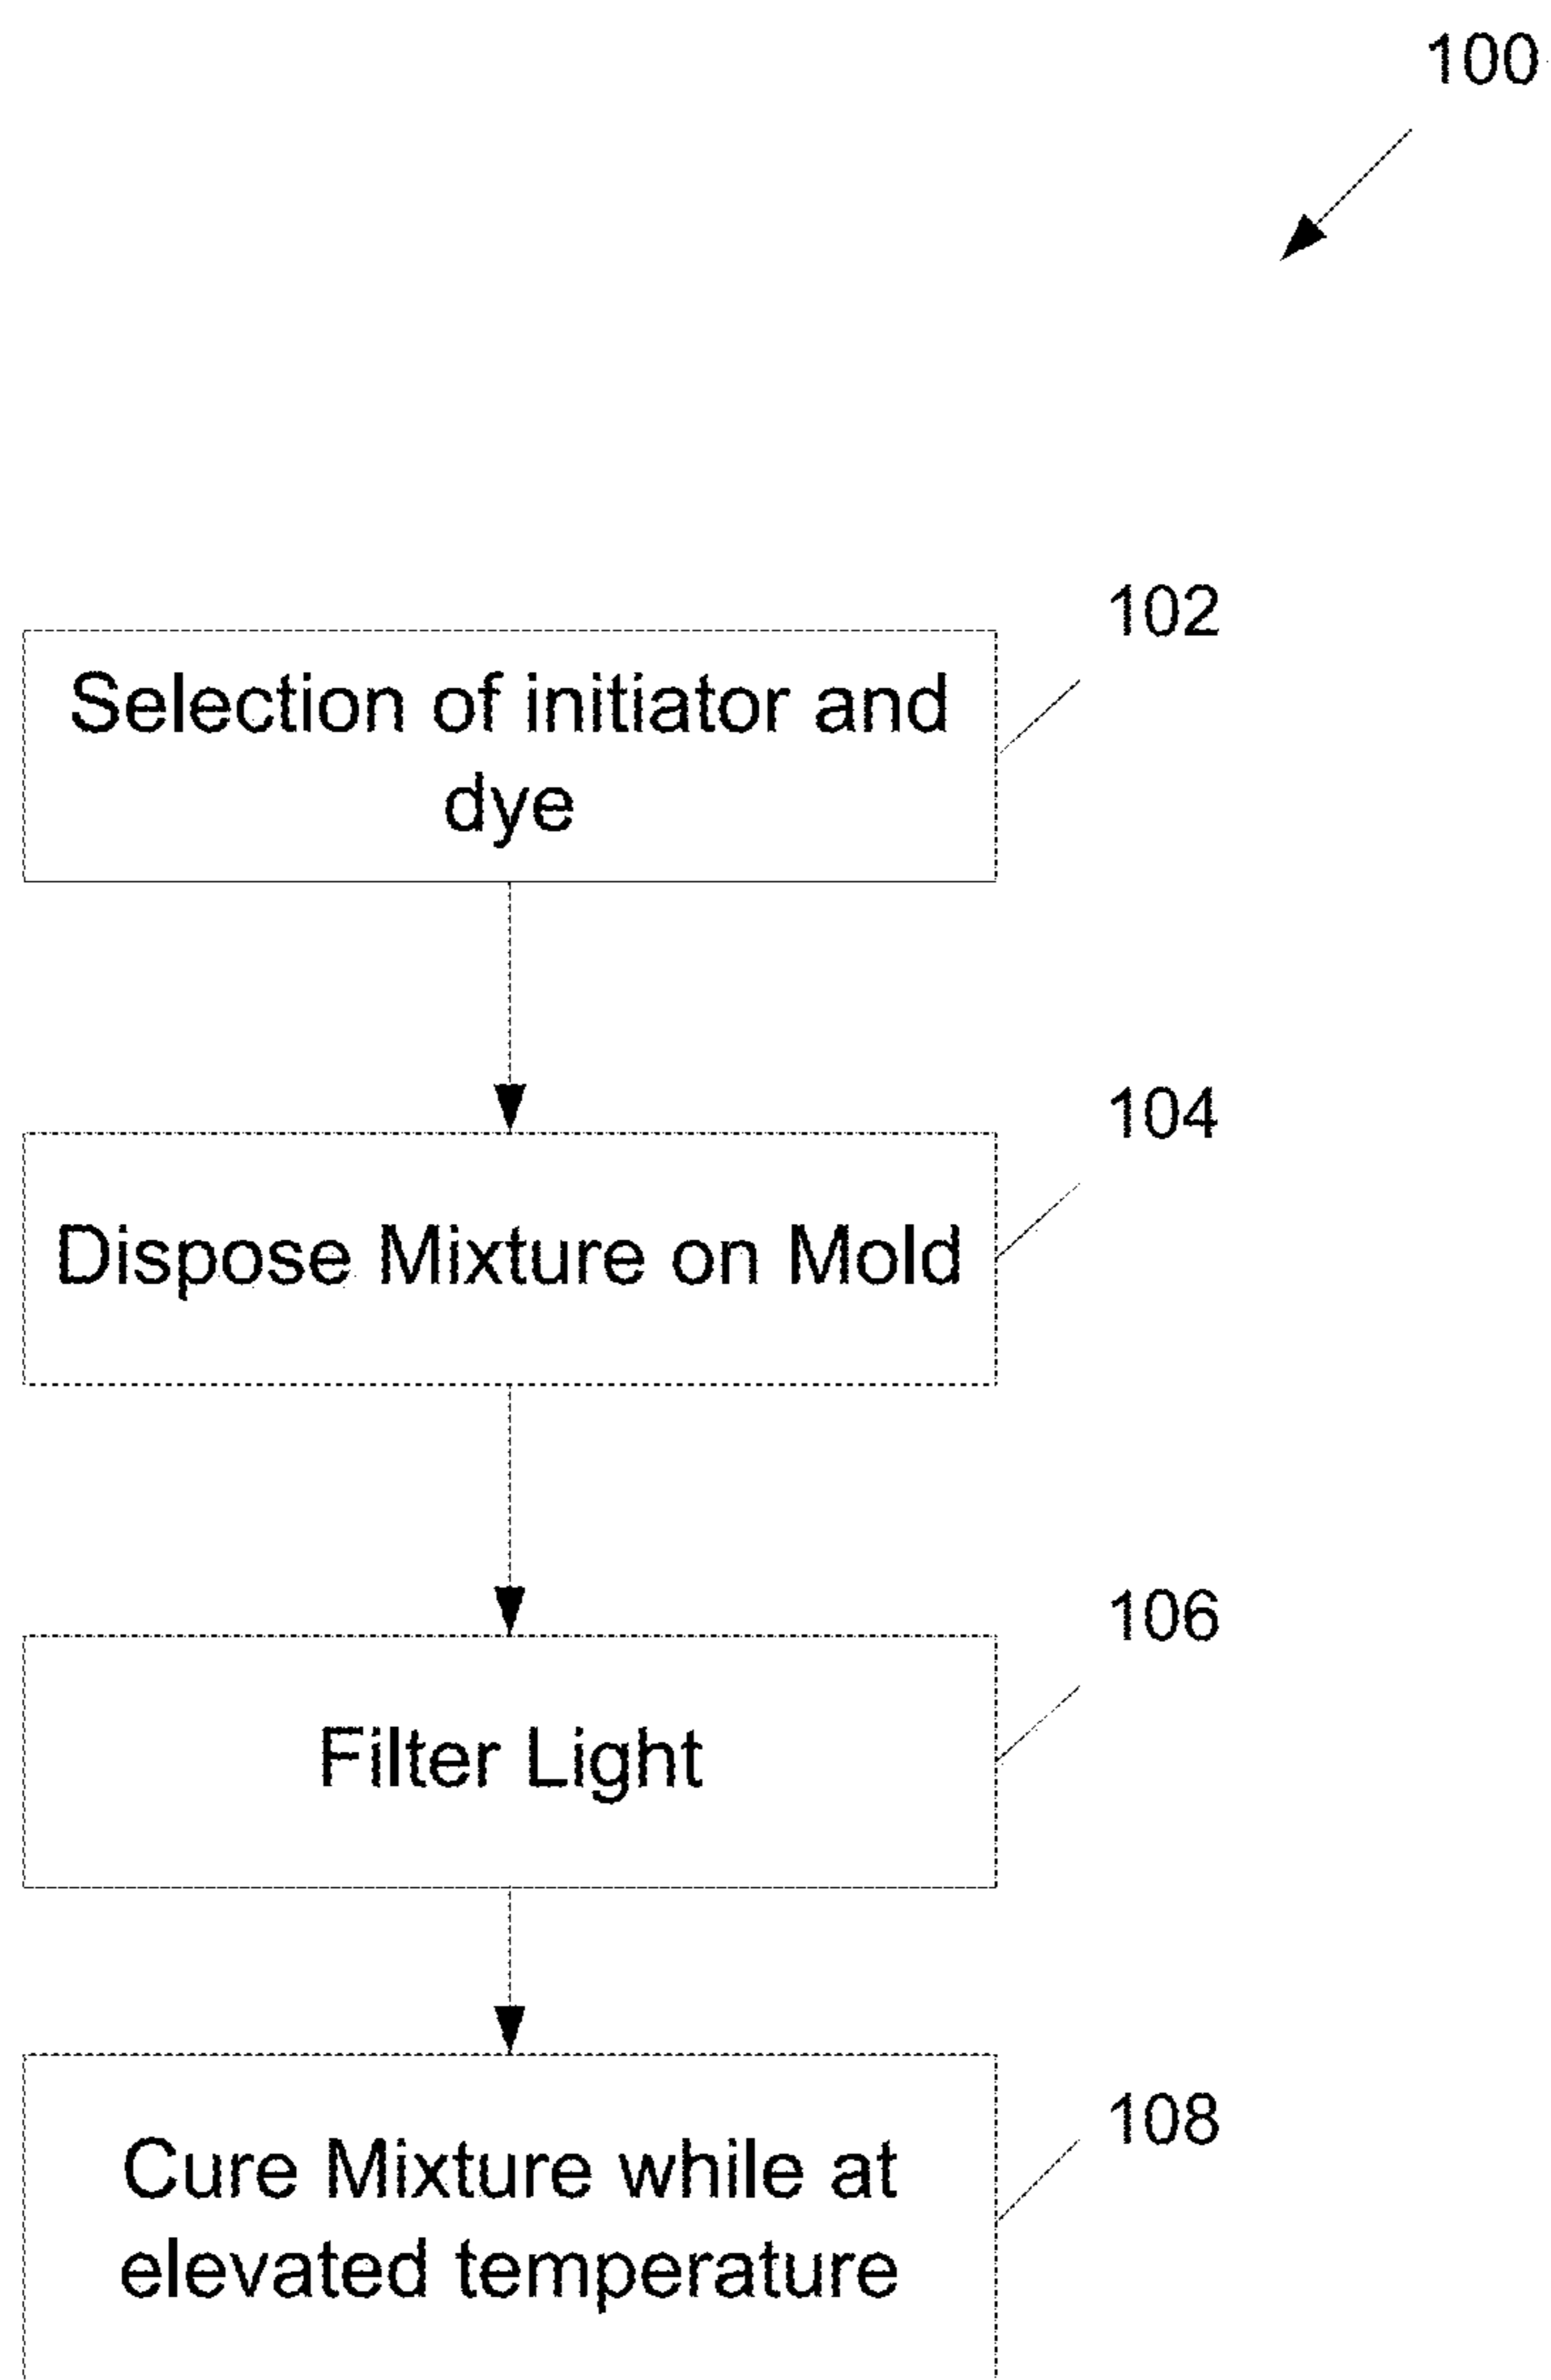 100
102
Selection of initiator and
dye
104
Dispose Mixture on Mold
106
Filter Light
108
Cure Mixture while at
elevated temperature